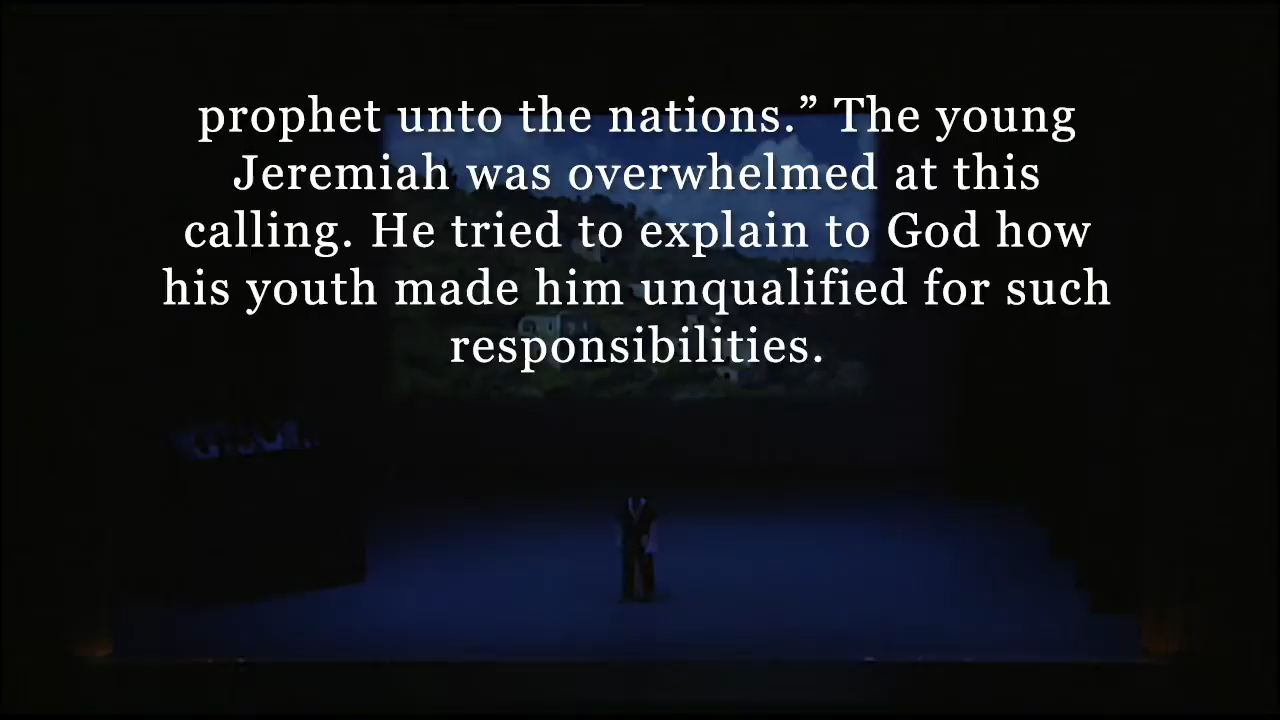 prophet unto the nations.” The young
Jeremiah was overwhelmed at this
calling. He tried to explain to God how
his youth made him unqualified for such
responsibilities.